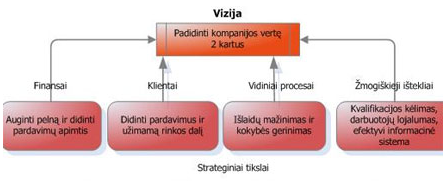 Vizija
Padidinti kompanijos vertę
2 kartus
Finansai
Klientai
Vidiniai procesai
Žmogiškieji ištekliai
Auginti pelną ir didinti
pardavimų apimtis
Didinti pardavimus ir
užimamą rinkos dalį
Išlaidų mažinimas ir
kokybės gerinimas
Kvalifikacijos kėlimas,
darbuotojų lojalumas,
efektyvi informacinė
sistema
Strateginiai tikslai